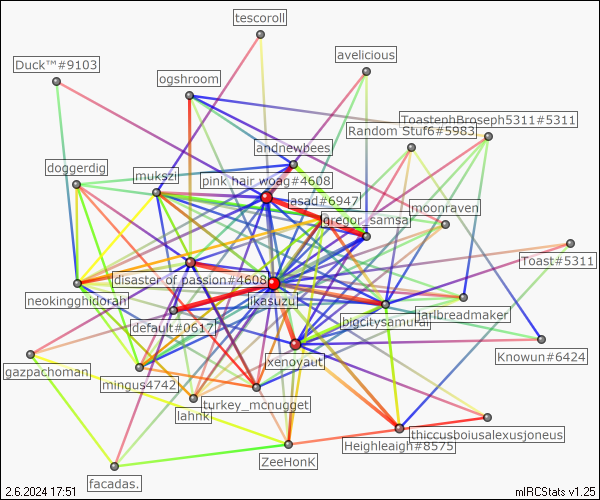 tescoroll
avelicious
Duck™#9103
ogshroom
ToastephBroseph5311#5311
Random Stuf6#5983
andnewbees
doggerdig
mukszi
pink hair woag#4608
asad#6947
moonraven
gregor_samsa
Toast#5311
disaster of passion#4608
neokingghidorah
jkasuzu
jarlbreadmaker
bigcitysamurai
default#0617
Knowun#6424
xenoyaut
gazpachoman
mingus4742
turkey_mcnugget
lahnk
thiccusboiusalexusjoneus
Heighleaigh#8575
ZeeHonK
facadas.
2.6.2024 17:51
mIRCStats v1.25